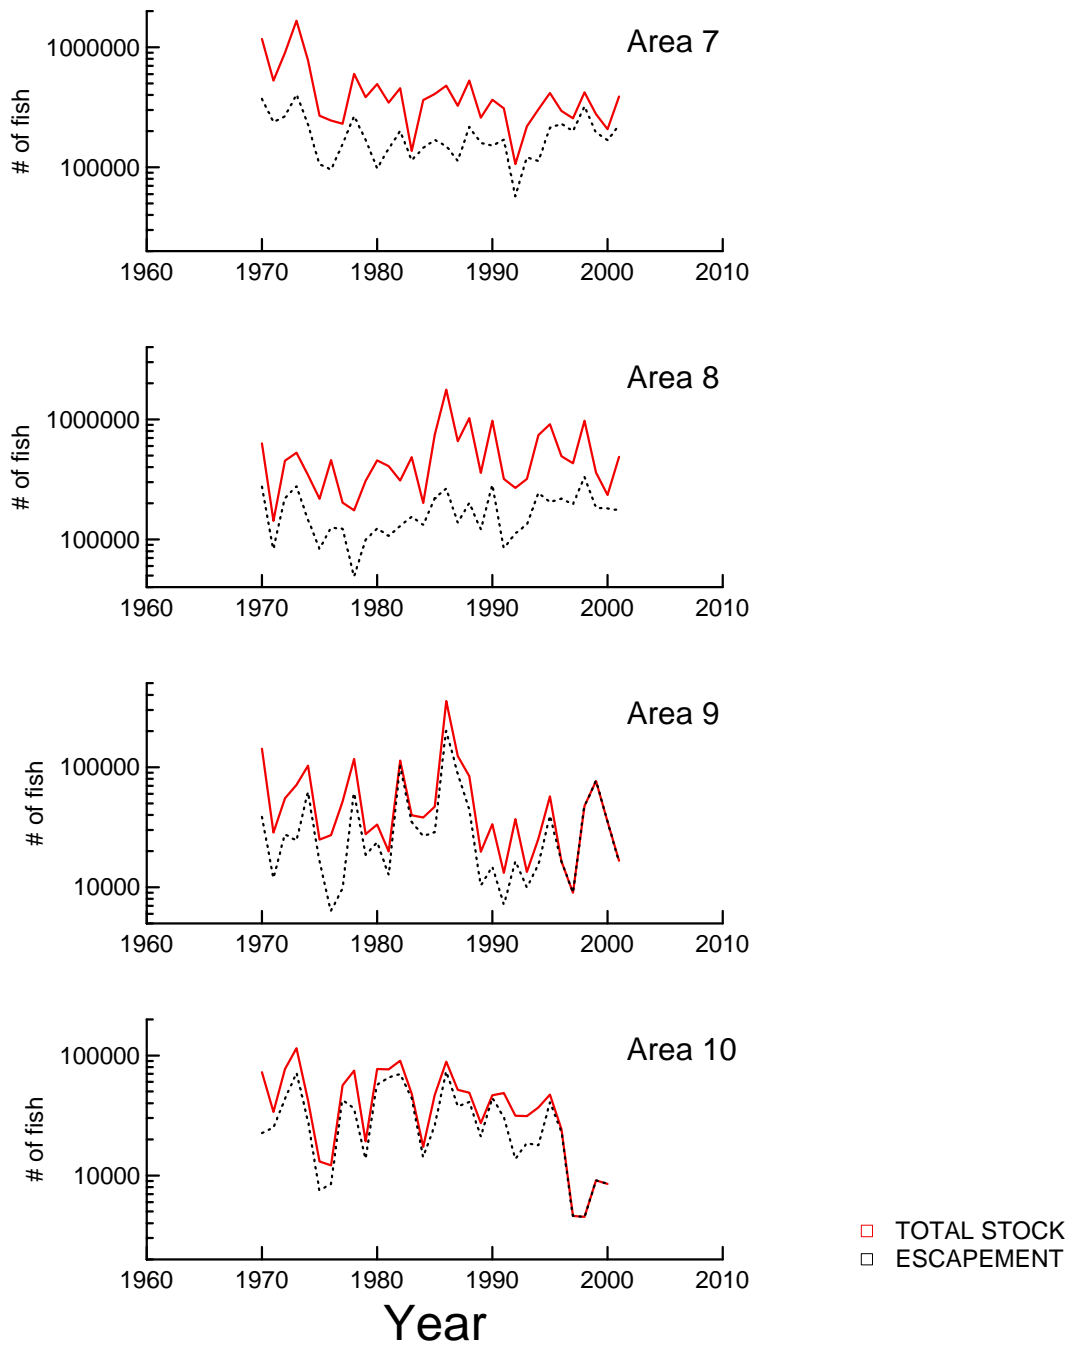 Area 7
1000000
100000
# of fish
1960 1970 1980 1990 2000 2010
Area 8
1000000
100000
# of fish
1960 1970 1980 1990 2000 2010
Area 9
100000
10000
# of fish
1960 1970 1980 1990 2000 2010
Area 10
100000
10000
# of fish
1960 1970 1980 1990 2000 2010
Year
TOTAL STOCK
ESCAPEMENT